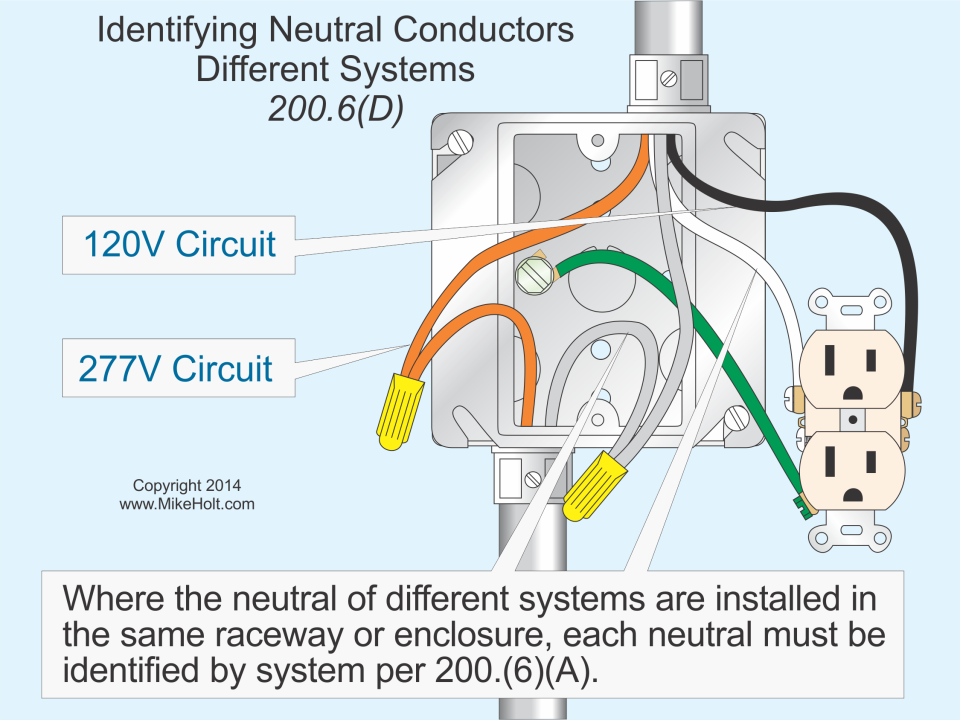 Identifying Neutral Conductors
Different Systems
200.6(D)
120V Circuit
277V Circuit
Copyright 2014
www.MikeHolt.com
Where the neutral of different systems are installed in
the same raceway or enclosure, each neutral must be
identified by system per 200.(6)(A).